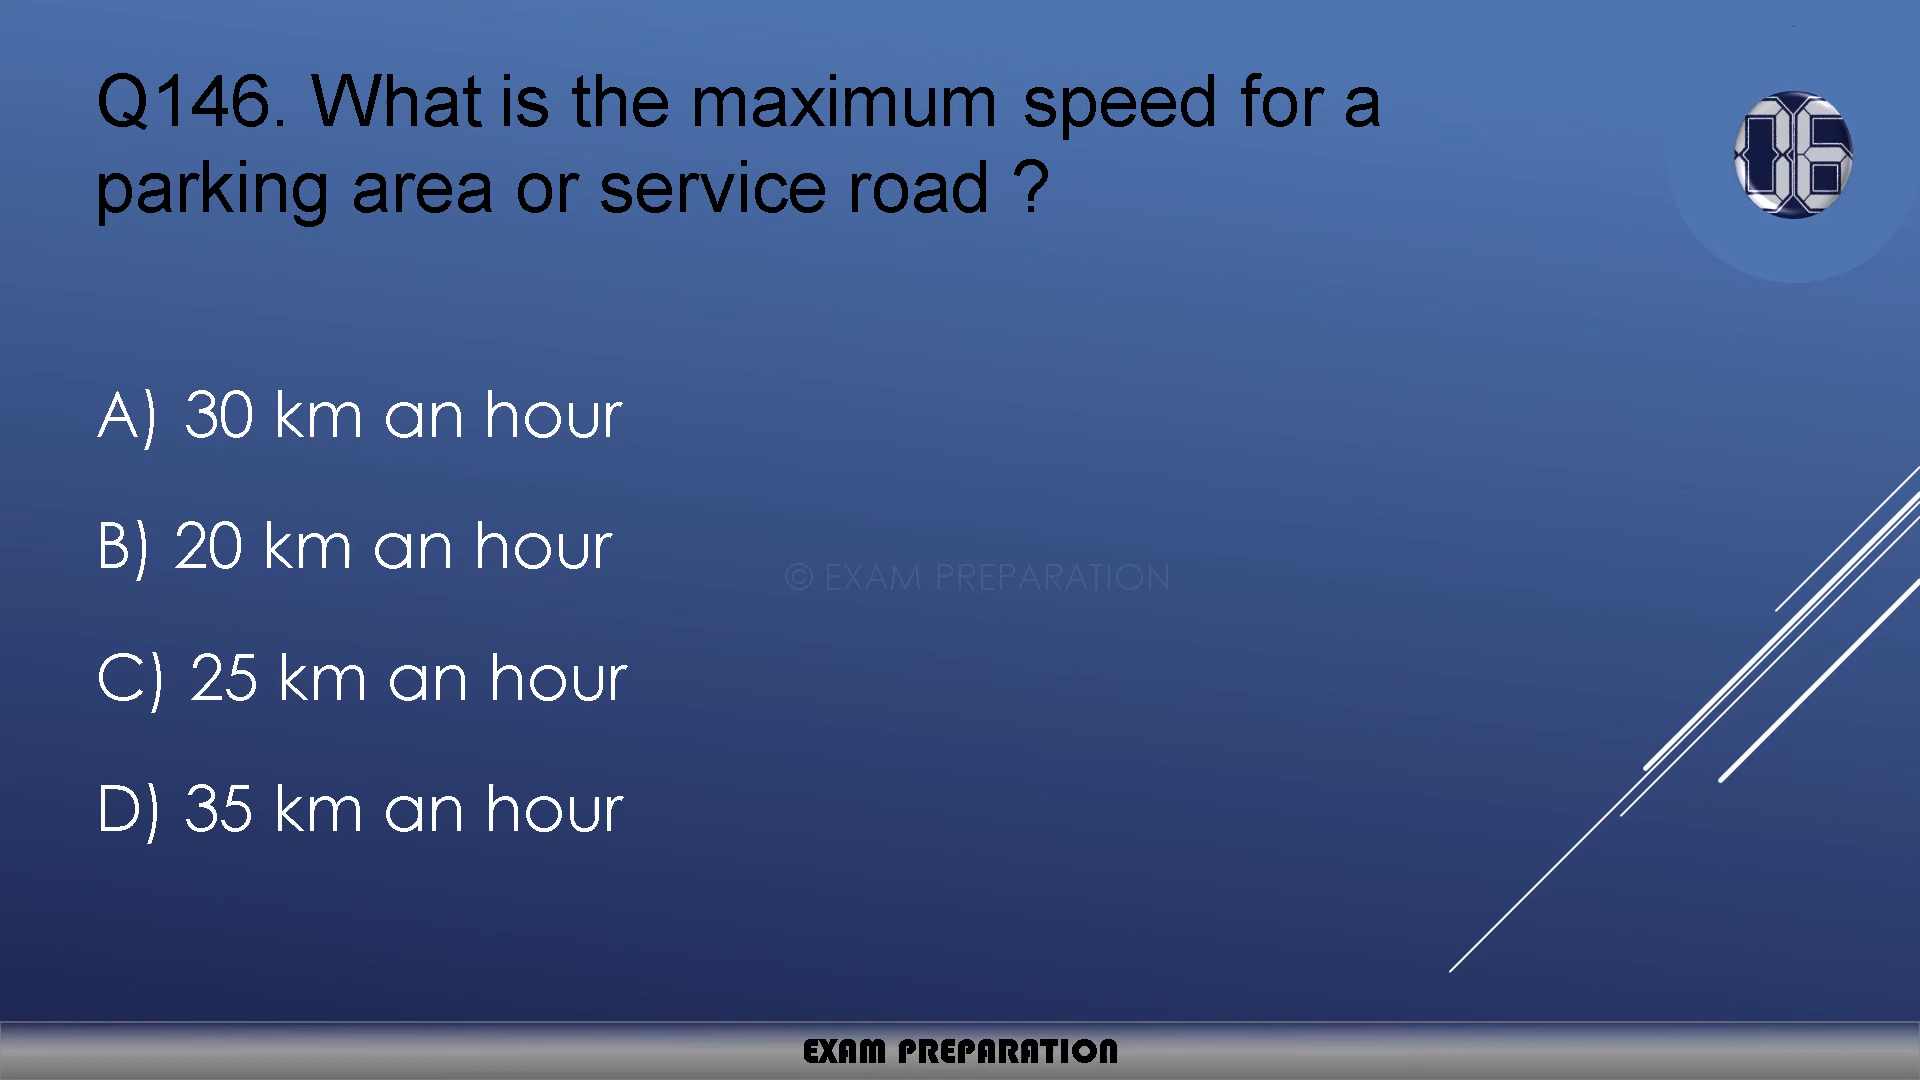 Q146. What is the maximum speed for a
parking area or service road ?
06
A) 30 km an hour
B) 20 km an hour
© EXAM PREPARATION
C) 25 km an hour
D) 35 km an hour
EXAM PREPARATION